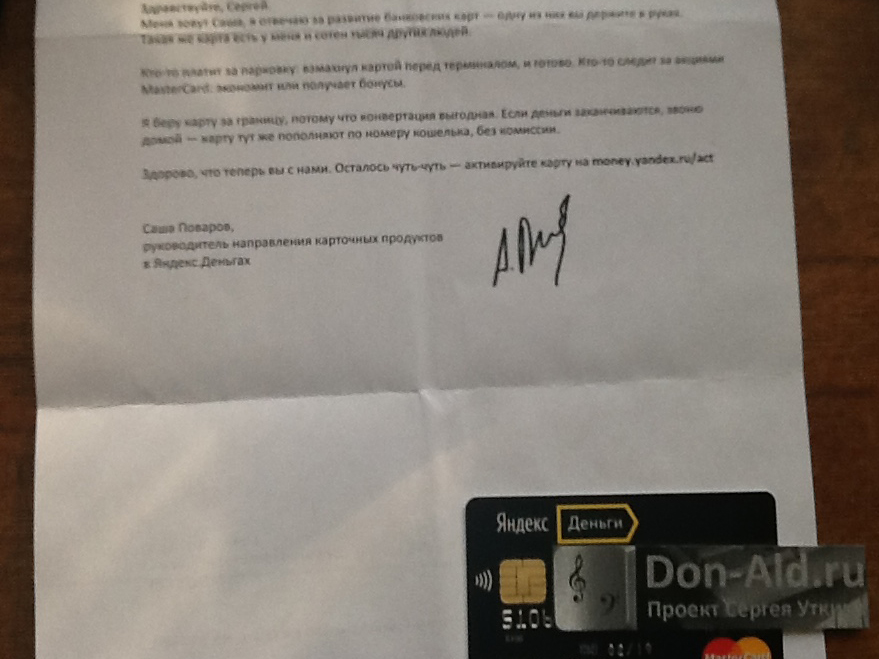 Здравствуйте, Сергей.
Меня зовут Саша, я отвечаю за развитие банковских карт — одну из них вы держите в руках.
Такая же карта есть у меня и сотен тысяч других людей.
Кто-то платит за парковку: взмахнул картой перед терминалом, и готово. Кто-то следит за акциями
MasterCard: экономит или получает бонусы.
Я беру карту за границу, потому что конвертация выгодная. Если деньги заканчиваются, звоню
домой — карту тут же пополняют по номеру кошелька, без комиссии.
Здорово, что теперь вы с нами. Осталось чуть-чуть — активируйте карту на money.yandex.ru/act
Саша Поваров,
руководитель направления карточных продуктов
в Яндекс.Деньгах
Яндекс Деньги
Don-Ald.ru
Проект Сергея
5106
MasterCard